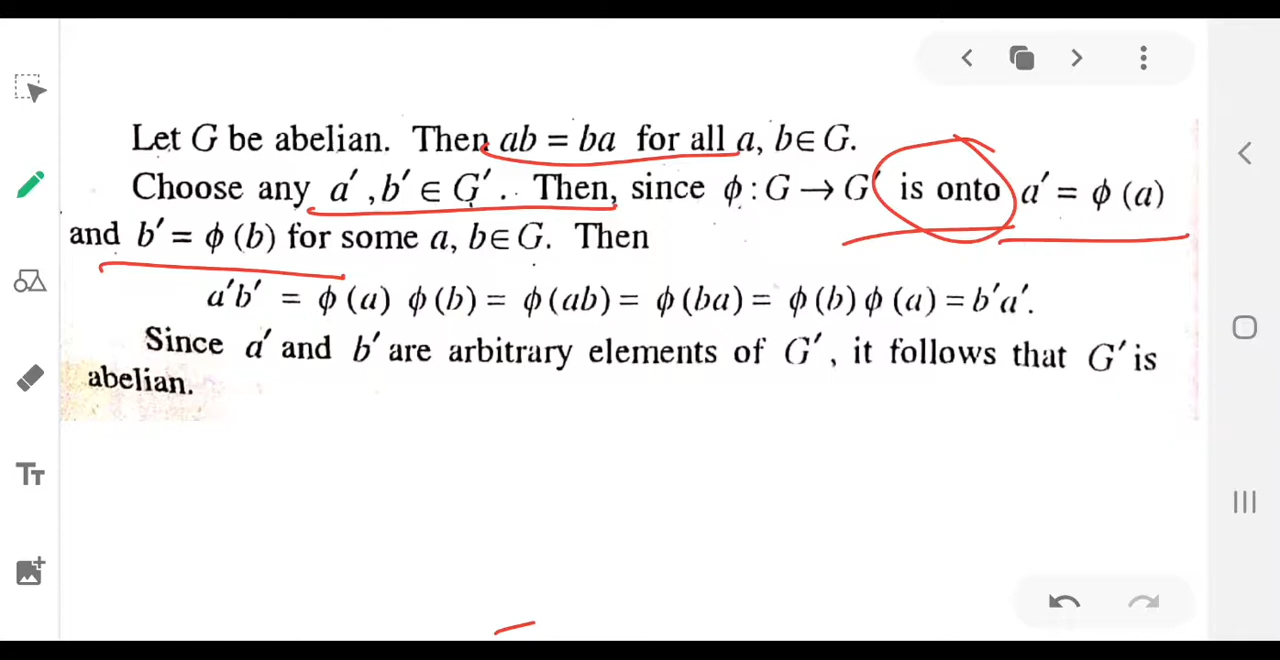 Let G be abelian. Then ab = ba for all a, b∈ G.
Choose any a′ , b′ ∈ G′. Then, since ϕ : G → G′ is onto a′ = ϕ (a)
and b′ = ϕ (b) for some a, b∈ G. Then
a′b′ = ϕ (a) ϕ (b) = ϕ (ab) = ϕ (ba) = ϕ (b) ϕ (a) = b′a′.
Since a′ and b′ are arbitrary elements of G′, it follows that G′ is
abelian.
TT